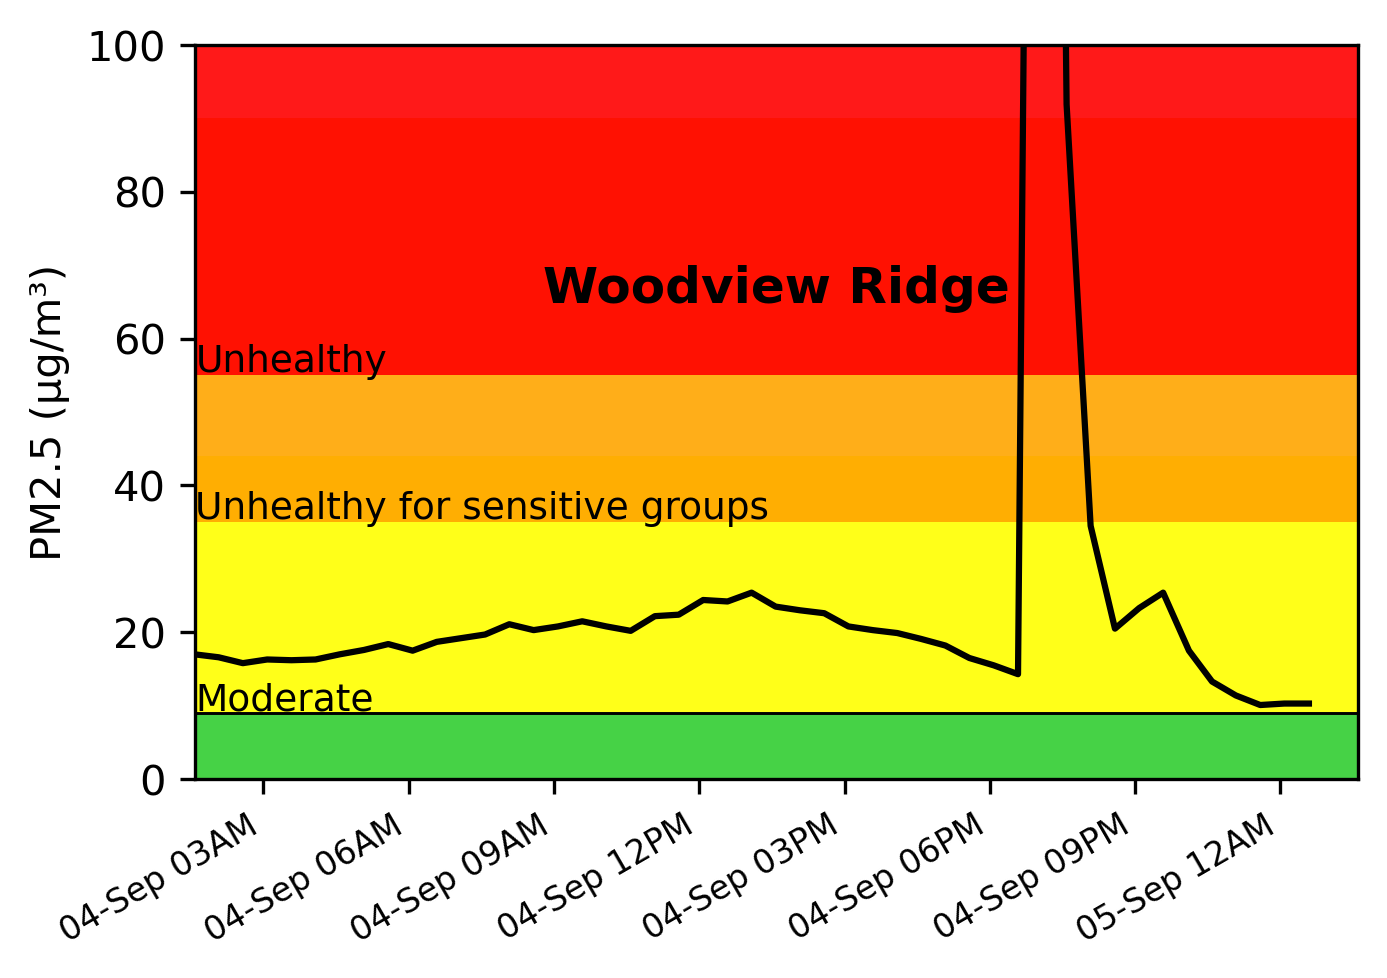 100
80
60
40
20
0
PM2.5 (µg/m³)
Woodview Ridge
Unhealthy
Unhealthy for sensitive groups
Moderate
04-Sep 03AM
04-Sep 06AM
04-Sep 09AM
04-Sep 12PM
04-Sep 03PM
04-Sep 06PM
04-Sep 09PM
05-Sep 12AM